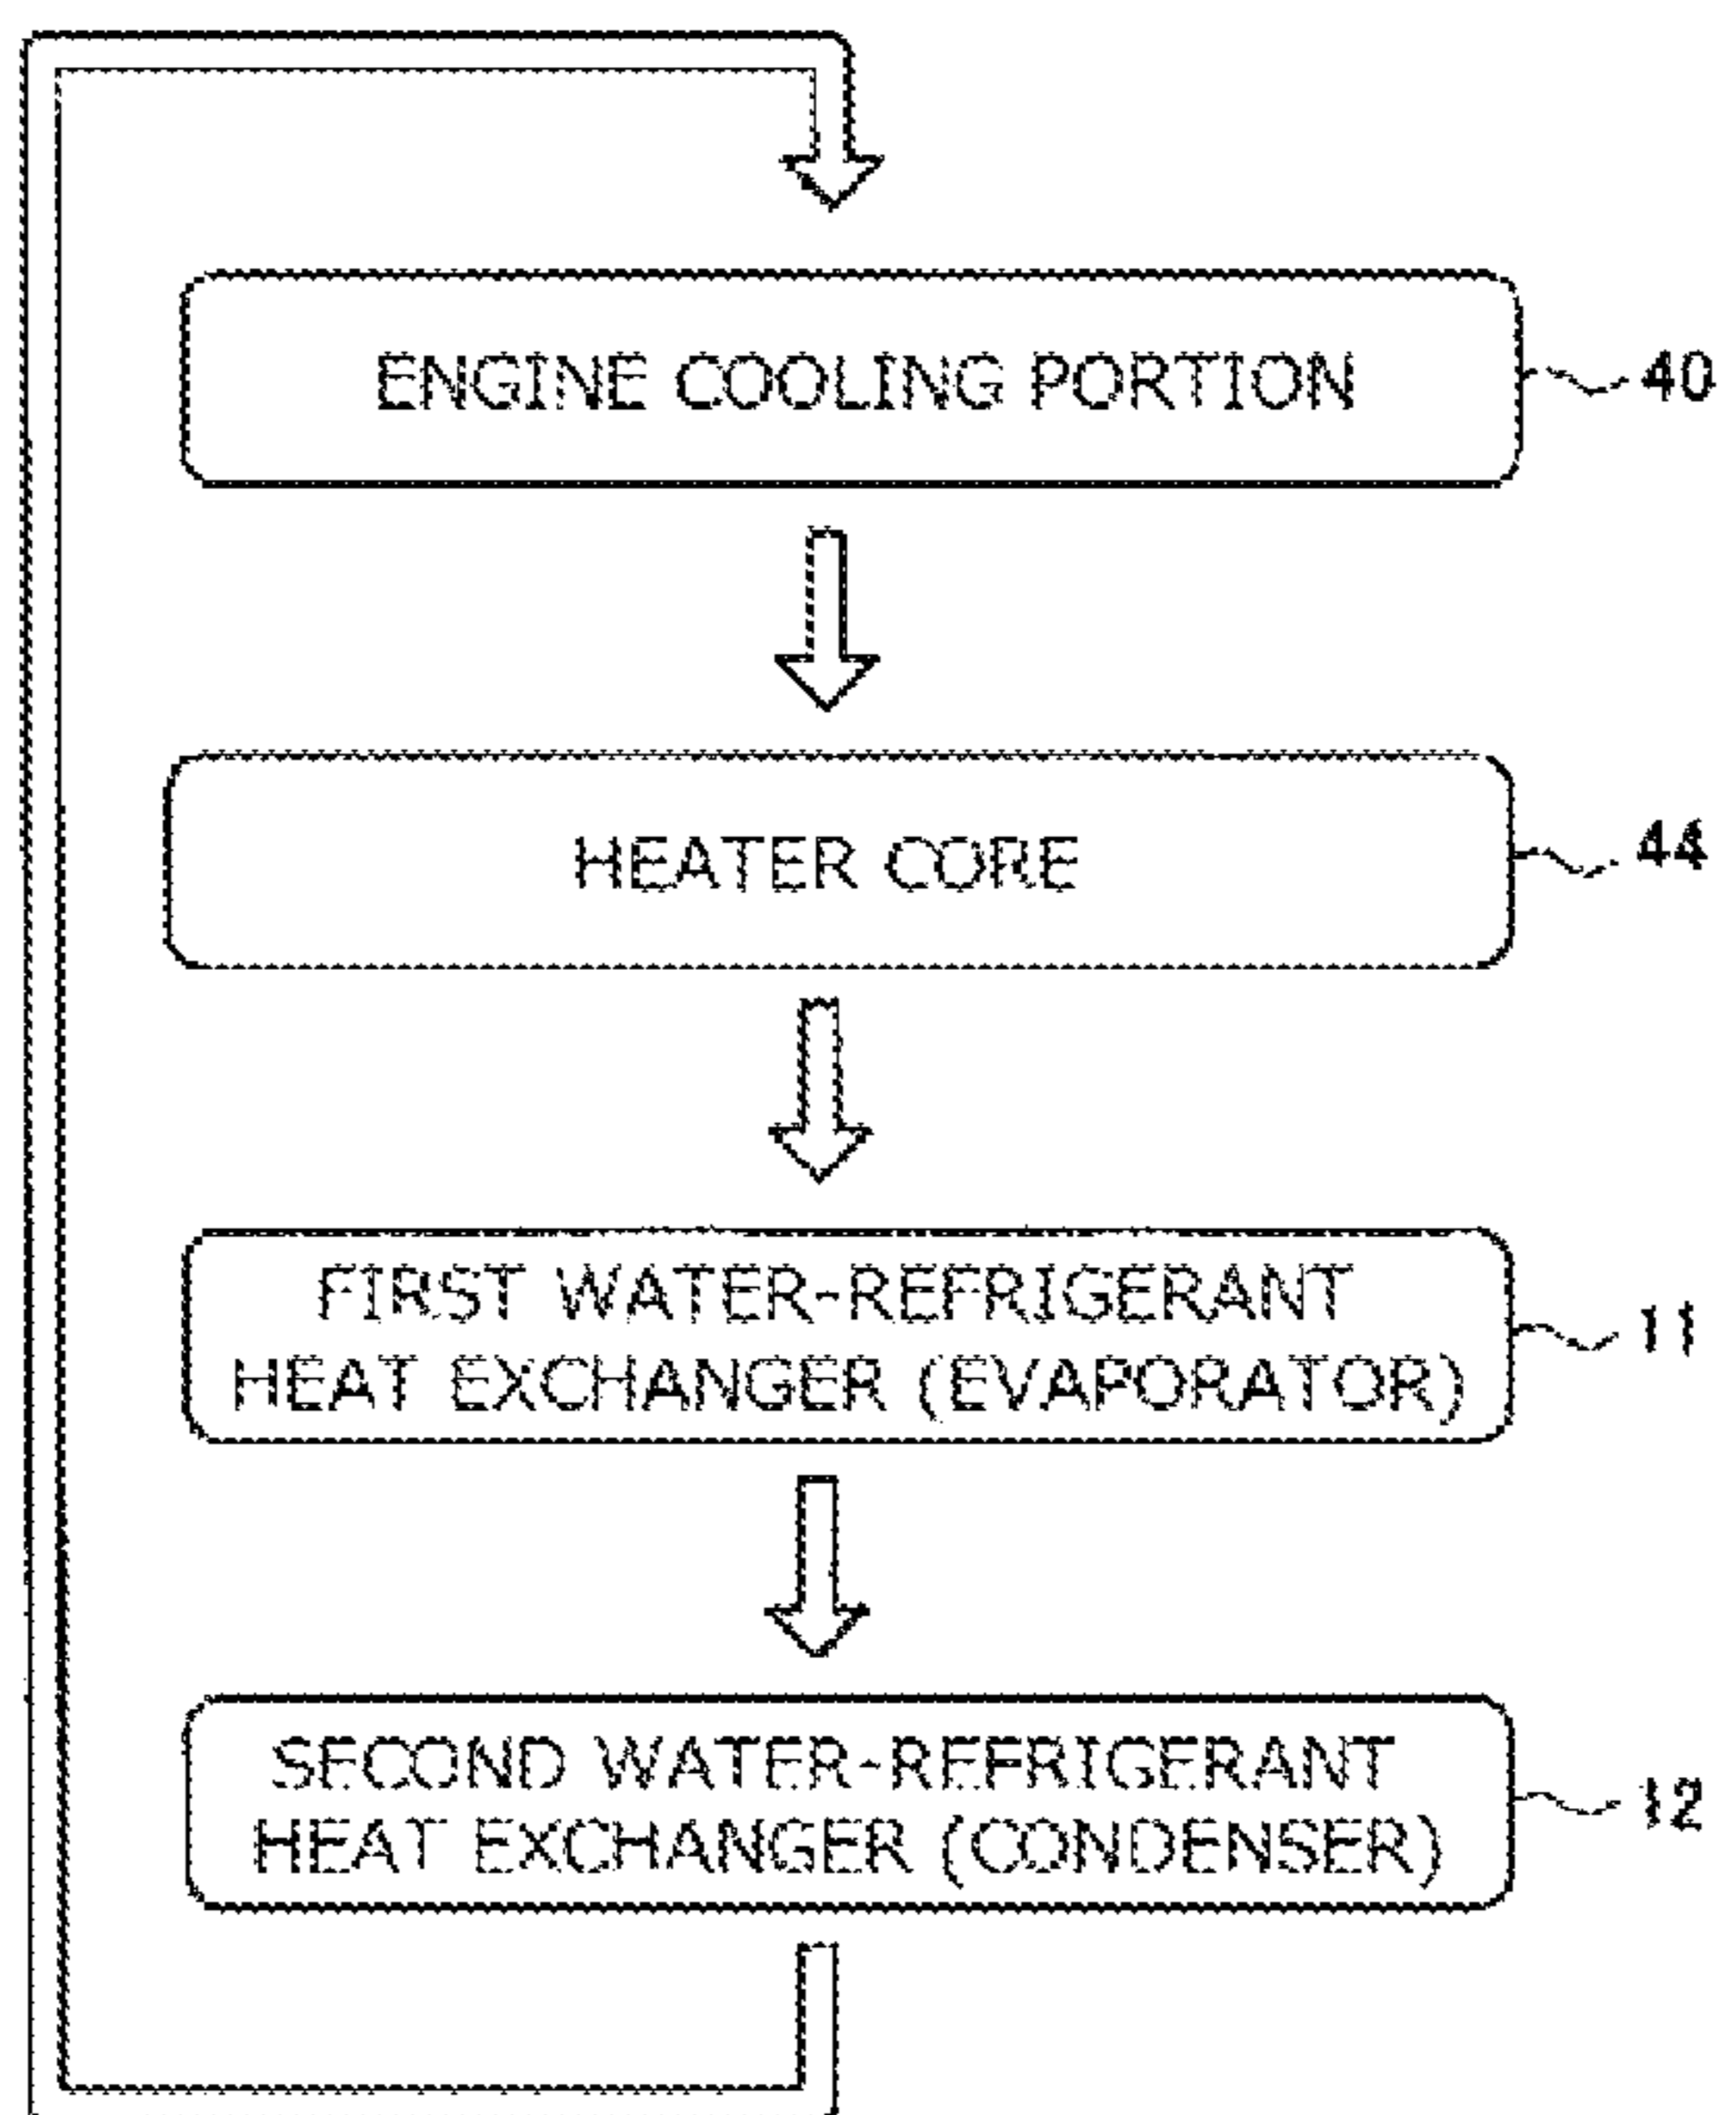 ENGINE COOLING PORTION
40
HEATER CORE
44
FIRST WATER-REFRIGERANT
HEAT EXCHANGER (EVAPORATOR)
11
SECOND WATER-REFRIGERANT
HEAT EXCHANGER (CONDENSER)
12